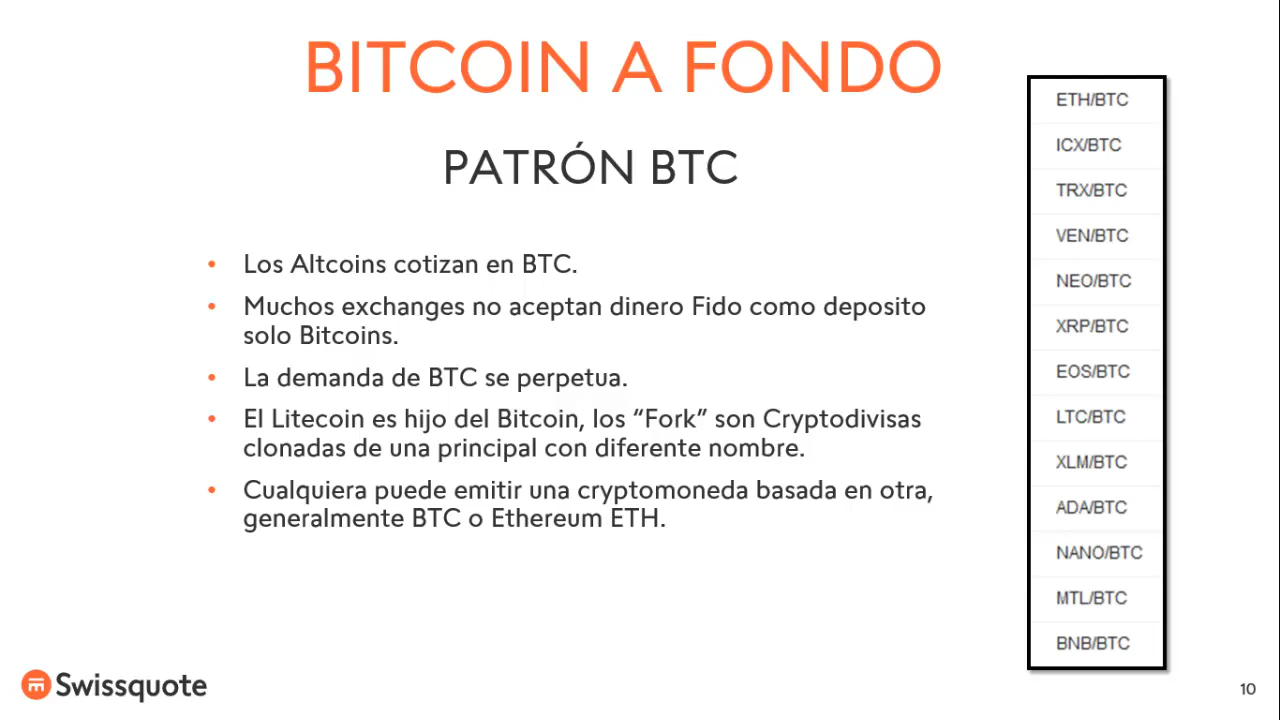 BITCOIN A FONDO
PATRÓN BTC
• Los Altcoins cotizan en BTC.
• Muchos exchanges no aceptan dinero Fido como deposito
solo Bitcoins.
• La demanda de BTC se perpetua.
• El Litecoin es hijo del Bitcoin, los “Fork” son Cryptodivisas
clonadas de una principal con diferente nombre.
• Cualquiera puede emitir una cryptomoneda basada en otra,
generalmente BTC o Ethereum ETH.
ETH/BTC
ICX/BTC
TRX/BTC
VEN/BTC
NEO/BTC
XRP/BTC
EOS/BTC
LTC/BTC
XLM/BTC
ADA/BTC
NANO/BTC
MTL/BTC
BNB/BTC
Swissquote
10